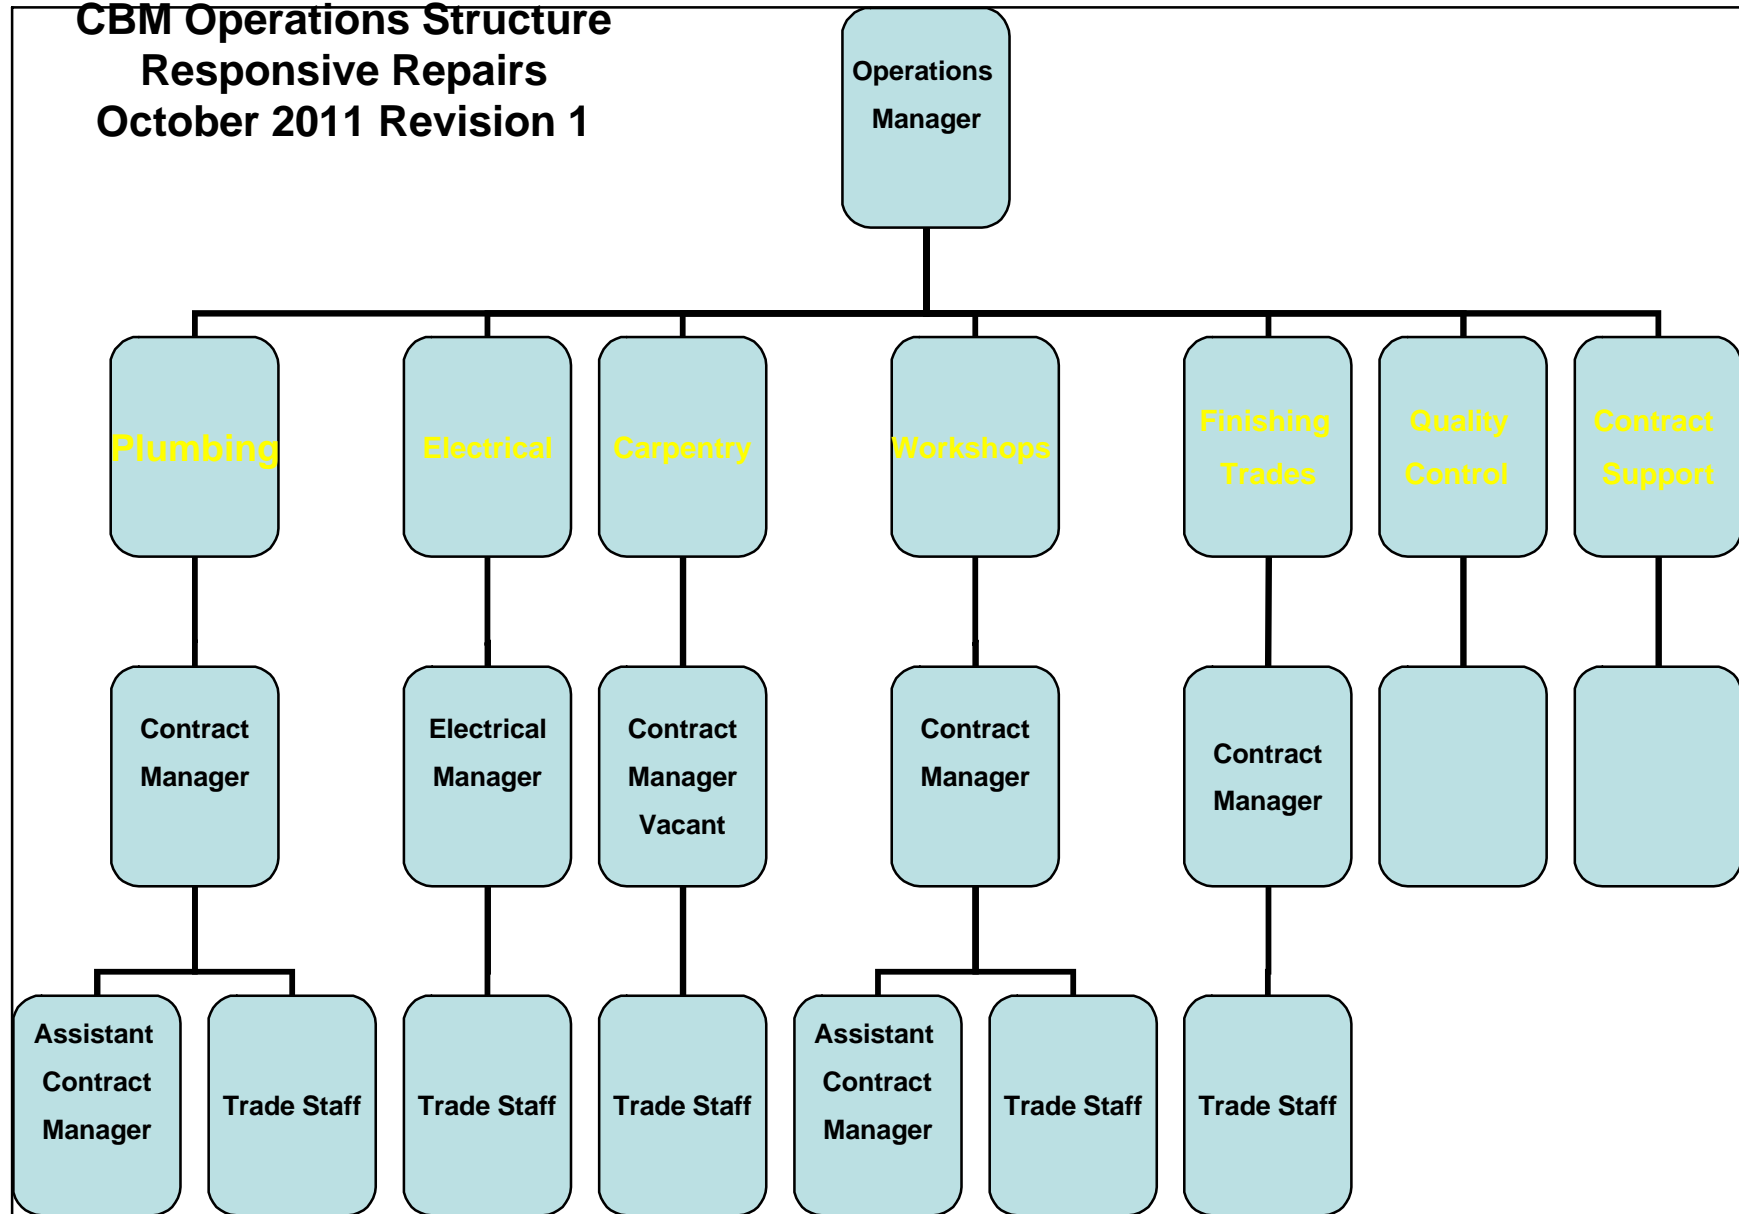 CBM Operations Structure
Responsive Repairs
October 2011 Revision 1
Operations
Manager
Plumbing
Electrical
Carpentry
Workshops
Finishing
Trades
Quality
Control
Contract
Support
Contract
Manager
Electrical
Manager
Contract
Manager
Vacant
Contract
Manager
Contract
Manager
Assistant
Contract
Manager
Trade Staff
Trade Staff
Trade Staff
Assistant
Contract
Manager
Trade Staff
Trade Staff